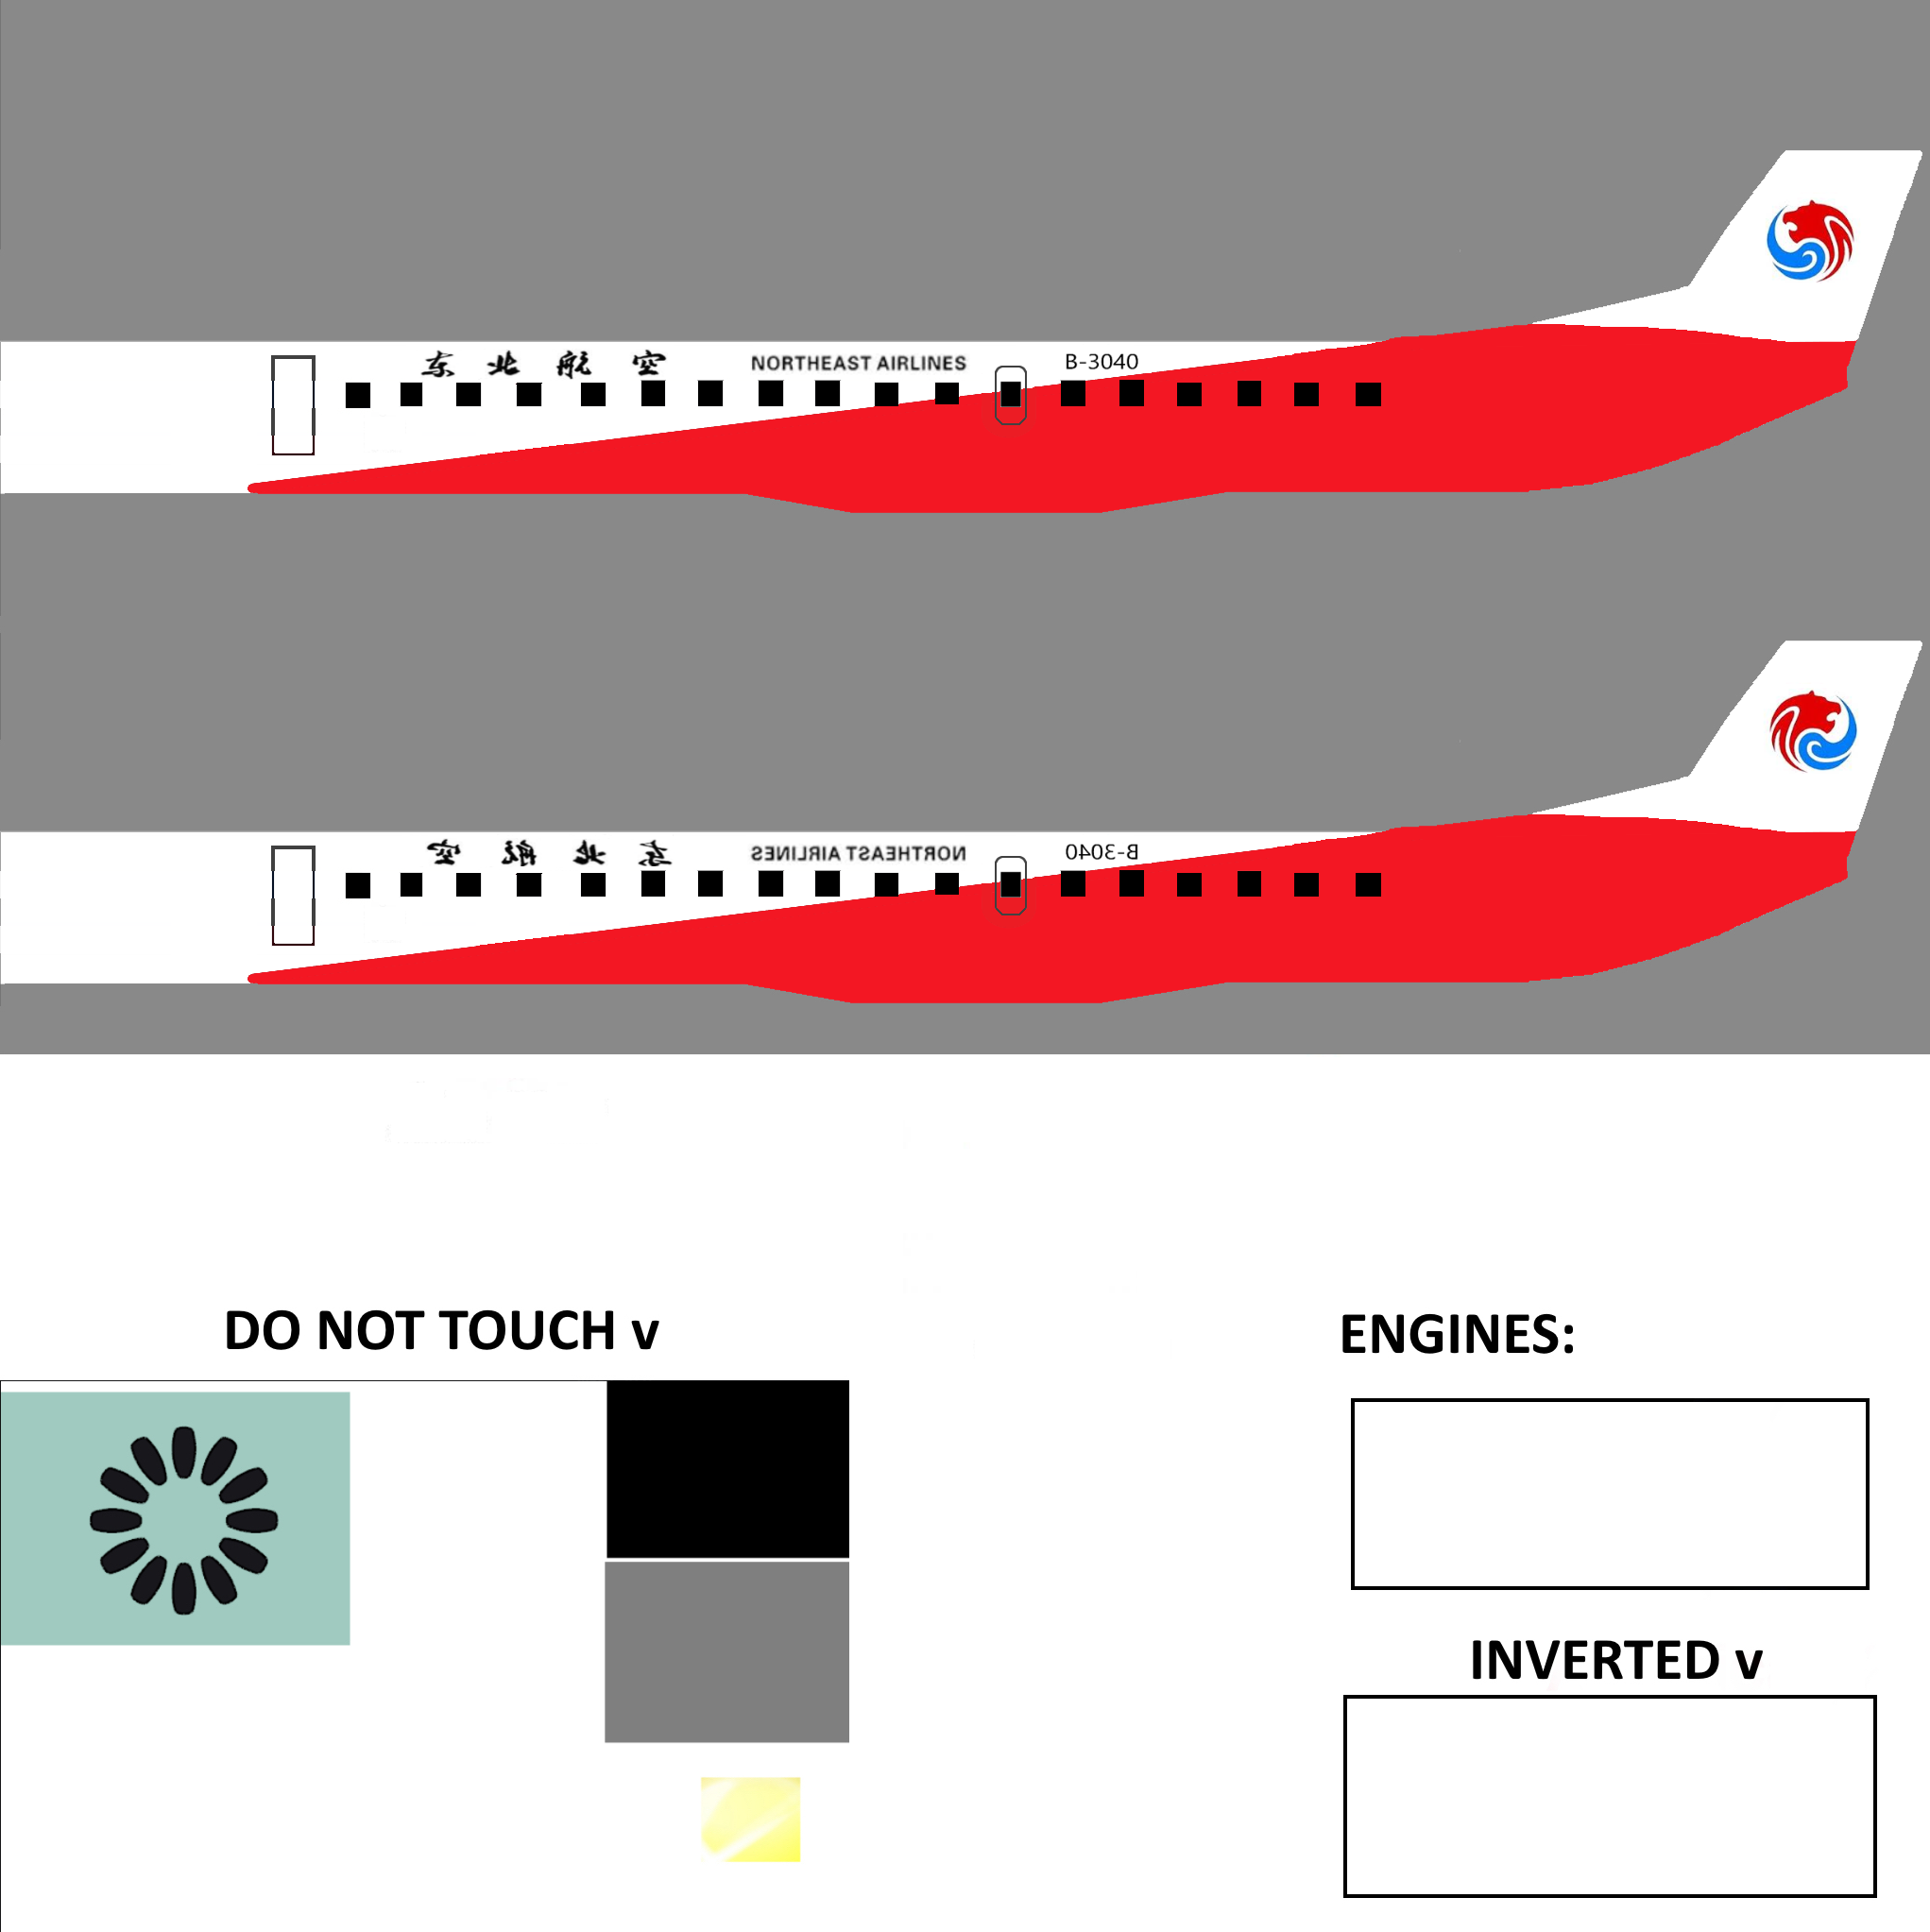 东北航空 NORTHEAST AIRLINES B-3040
东北航空 NORTHEAST AIRLINES B-3040
DO NOT TOUCH v
ENGINES:
INVERTED v